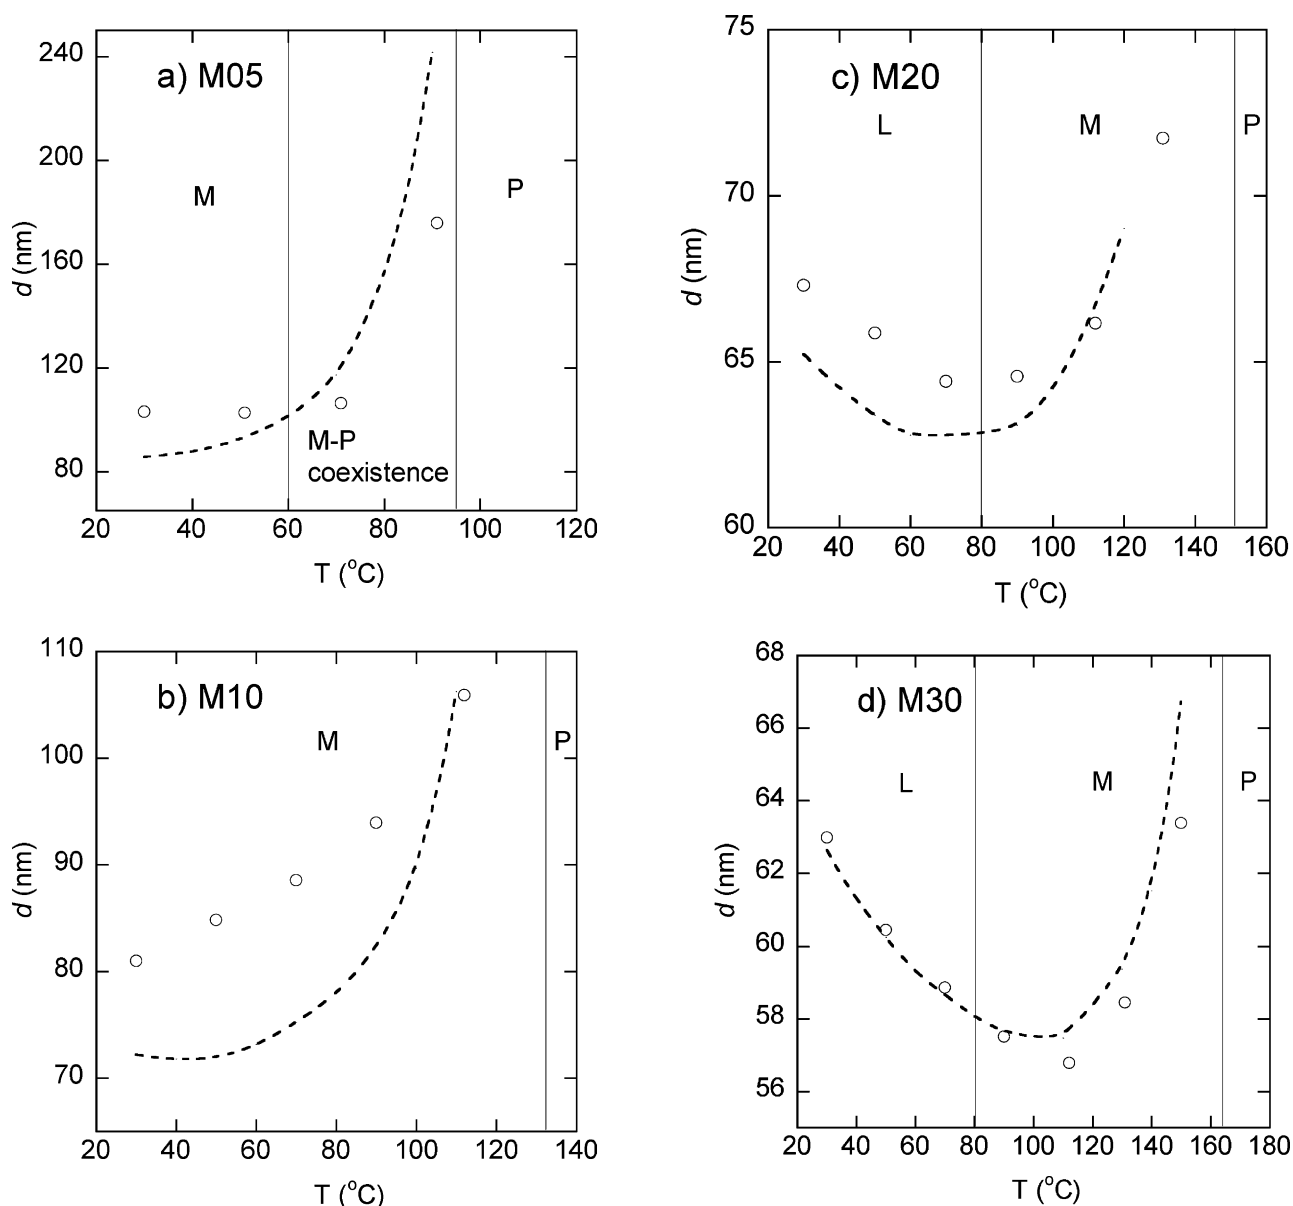 a) M05
240
200
160
120
80
d (nm)
M
P
M-P
coexistence
20 40 60 80 100 120
T (°C)
c) M20
75
70
65
60
d (nm)
L
M
P
20 40 60 80 100 120 140 160
T (°C)
b) M10
110
100
90
80
70
d (nm)
M
P
20 40 60 80 100 120 140
T (°C)
d) M30
68
66
64
62
60
58
56
d (nm)
L
M
P
20 40 60 80 100 120 140 160 180
T (°C)